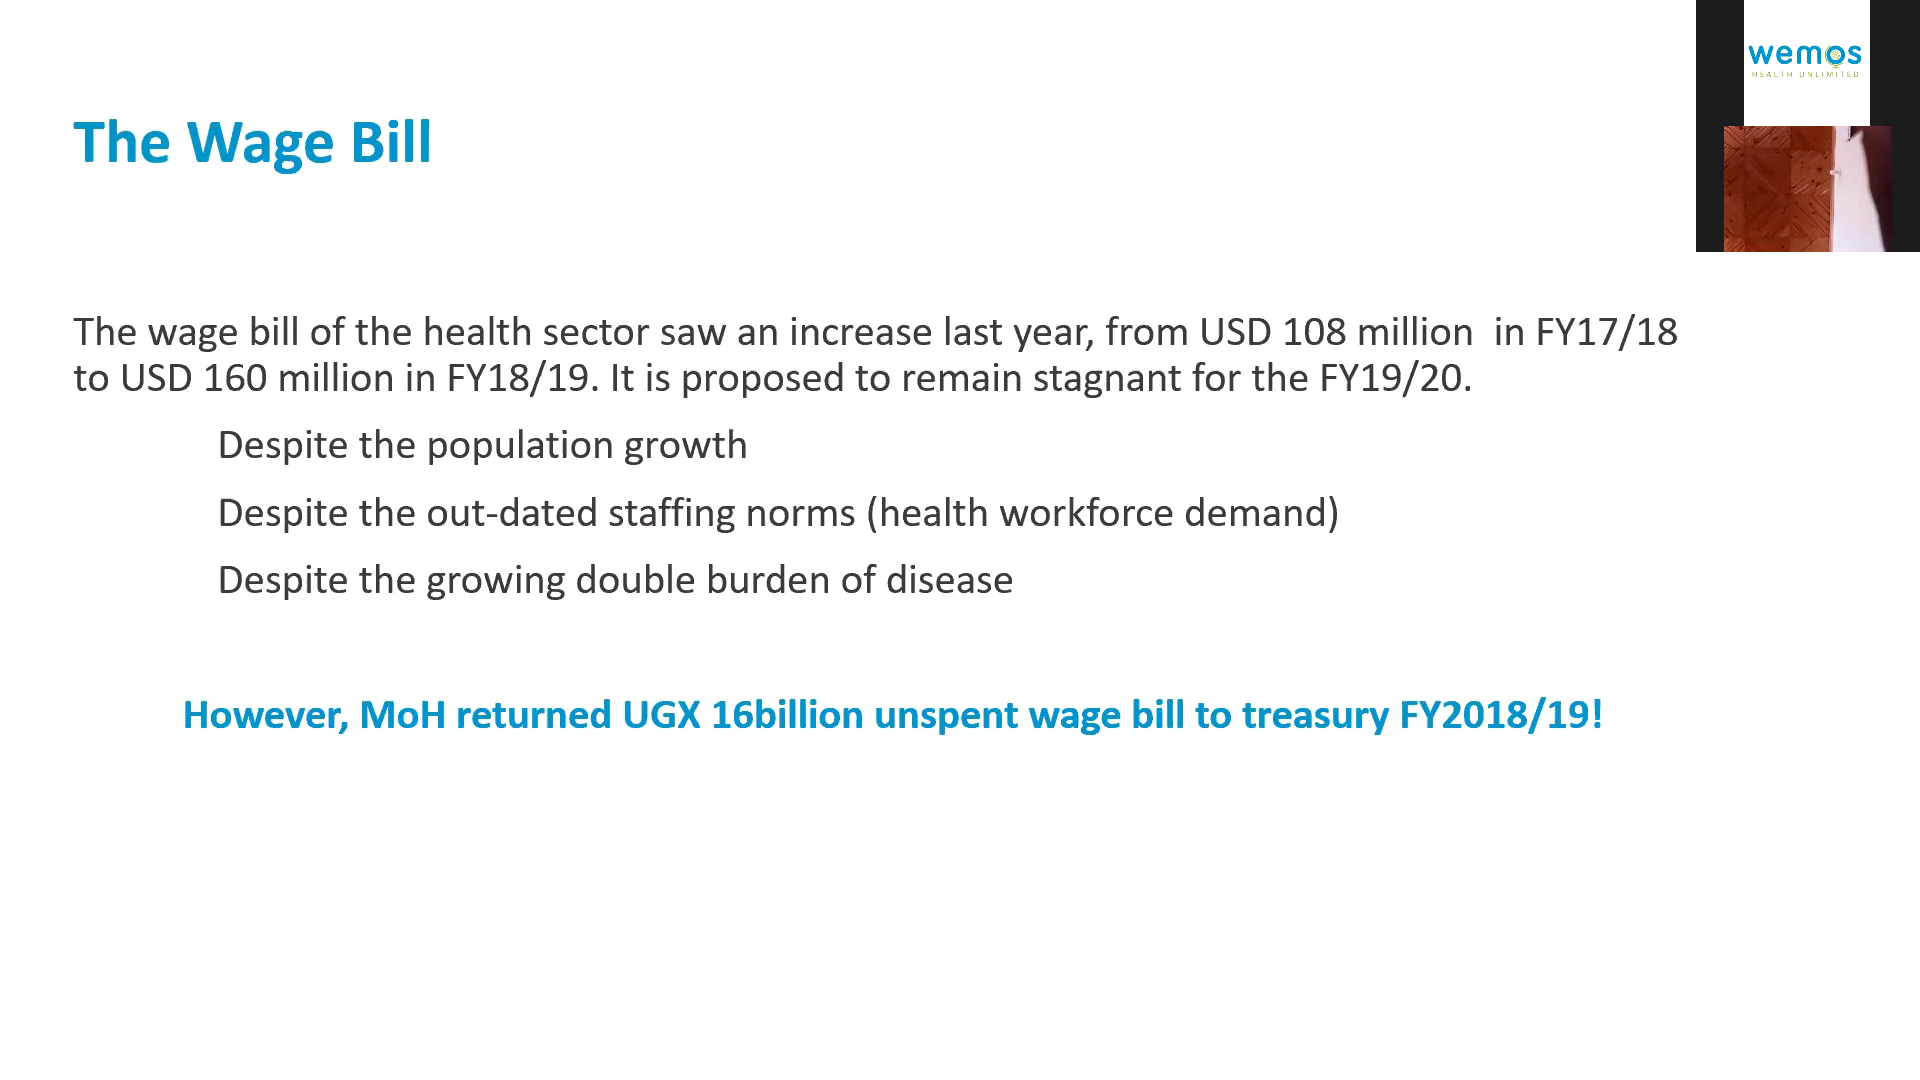 wemos
HEALTH UNLIMITED
The Wage Bill
The wage bill of the health sector saw an increase last year, from USD 108 million  in FY17/18
to USD 160 million in FY18/19. It is proposed to remain stagnant for the FY19/20.
Despite the population growth
Despite the out-dated staffing norms (health workforce demand)
Despite the growing double burden of disease
However, MoH returned UGX 16billion unspent wage bill to treasury FY2018/19!